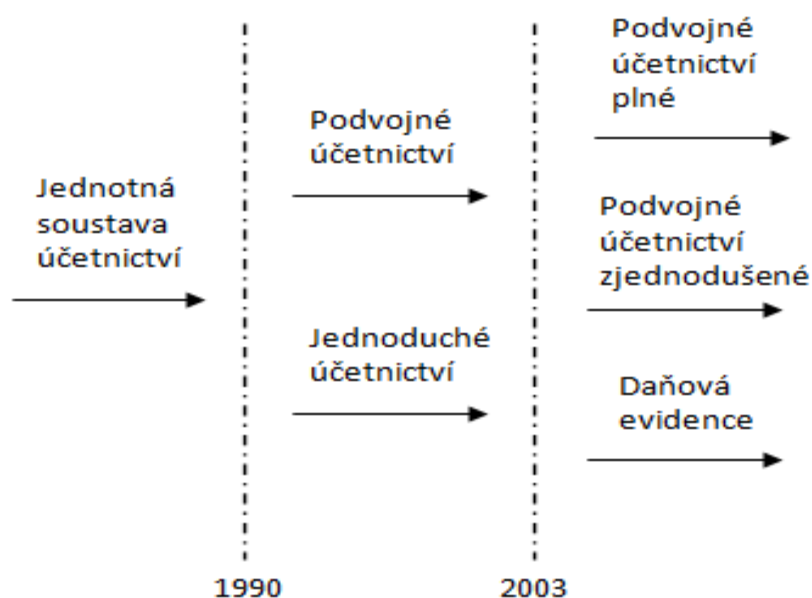 Jednotná
soustava
účetnictví
Podvojné
účetnictví
Jednoduché
účetnictví
Podvojné
účetnictví
plné
Podvojné
účetnictví
zjednodušené
Daňová
evidence
1990
2003